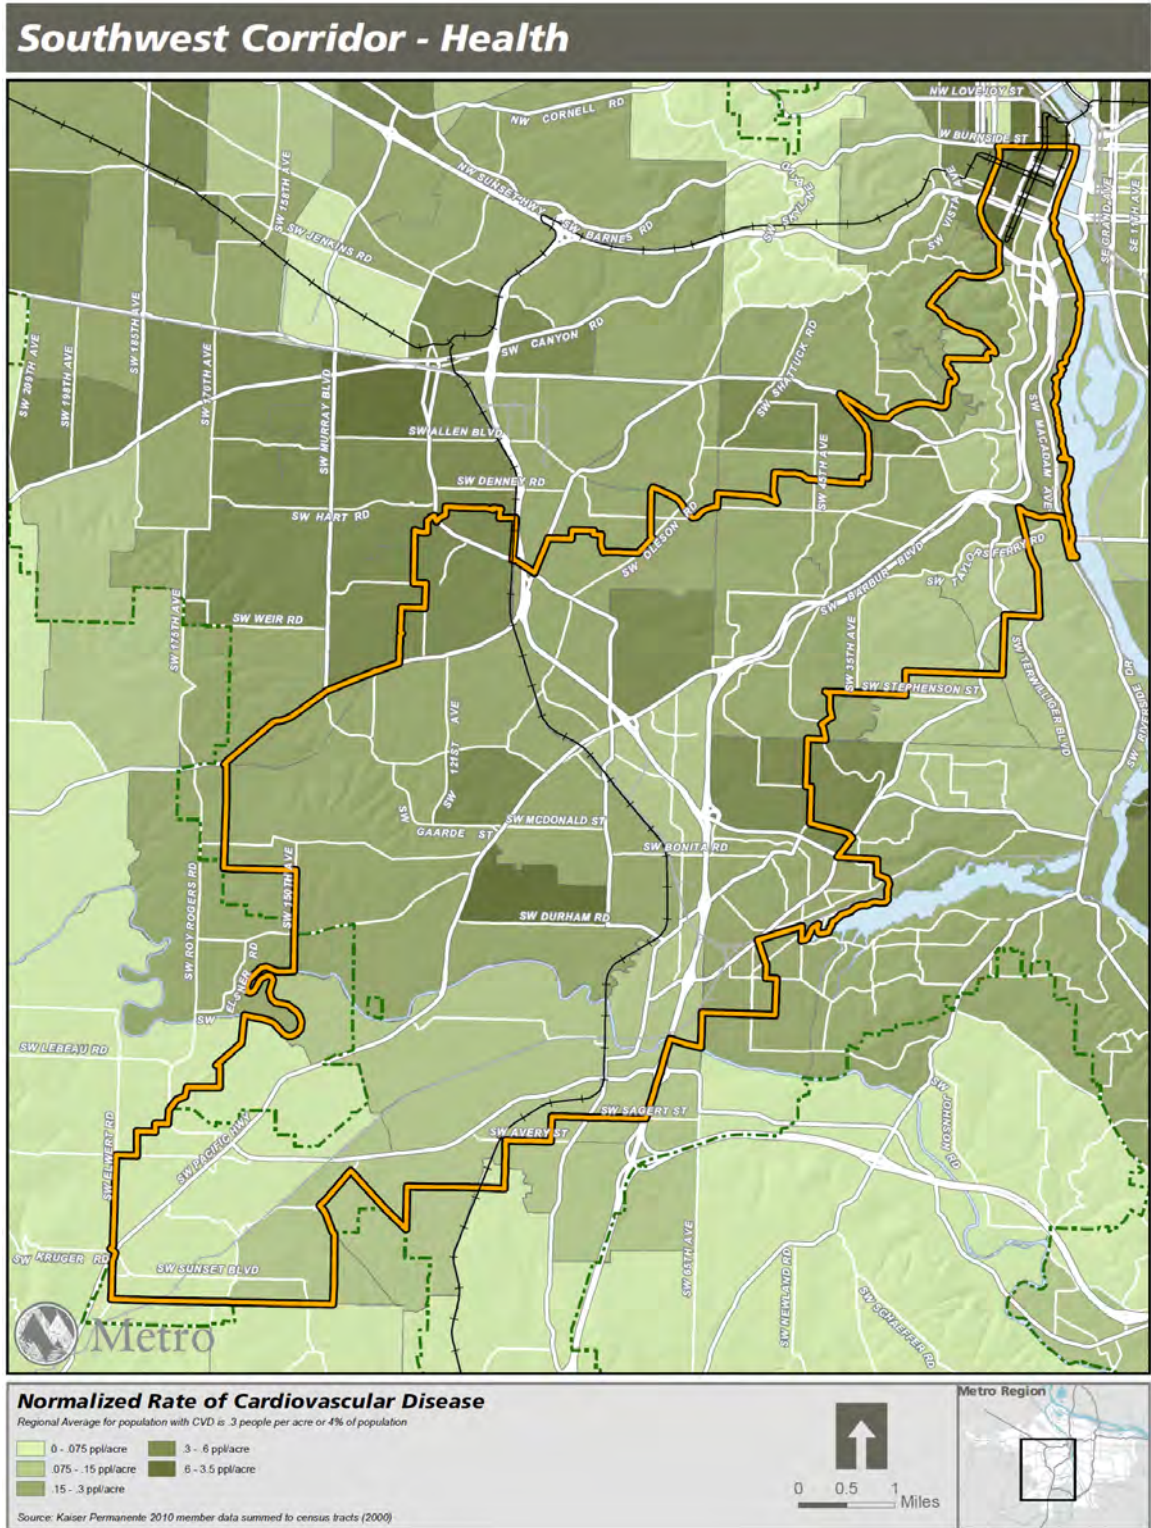 Southwest Corridor - Health
NW LOVEJOY ST
NW CORNELL RD
W BURNSIDE ST
SW 158TH AVE
NW SUNSET HWY
SW VISTA AVE
SE GRAND AVE
SE 11TH AVE
SW JENKINS RD
SW BARNES RD
SW 185TH AVE
SW CANYON RD
SW SHATTUCK RD
SW 209TH AVE
SW 198TH AVE
SW 170TH AVE
SW MURRAY BLVD
SW ALLEN BLVD
SW 45TH AVE
SW MACADAM AVE
SW DENNEY RD
SW HART RD
SW OLESON RD
SW BARBUR BLVD
SW TAYLORS FERRY RD
SW 175TH AVE
SW WEIR RD
SW 35TH AVE
SW TERWILLIGER BLVD
SW STEPHENSON ST
SW RIVERSIDE DR
SW 121ST AVE
SW GAARDE ST
SW MCDONALD ST
SW BONITA RD
SW ROY ROGERS RD
SW 150TH AVE
SW DURHAM RD
SW ELSNER RD
SW LEBEAU RD
SW ELWERT RD
SW PACIFIC HWY
SW SAGERT ST
SW AVERY ST
SW JOHNSON RD
SW KRUGER RD
SW SUNSET BLVD
SW 65TH AVE
SW NEWLAND RD
SW SCHAEFFER RD
Metro
Normalized Rate of Cardiovascular Disease
Regional Average for population with CVD is .3 people per acre or 4% of population
0 - .075 ppl/acre
.075 - .15 ppl/acre
.15 - .3 ppl/acre
.3 - .6 ppl/acre
.6 - 3.5 ppl/acre
Source: Kaiser Permanente 2010 member data summed to census tracts (2000)
0 0.5 1
Miles
Metro Region